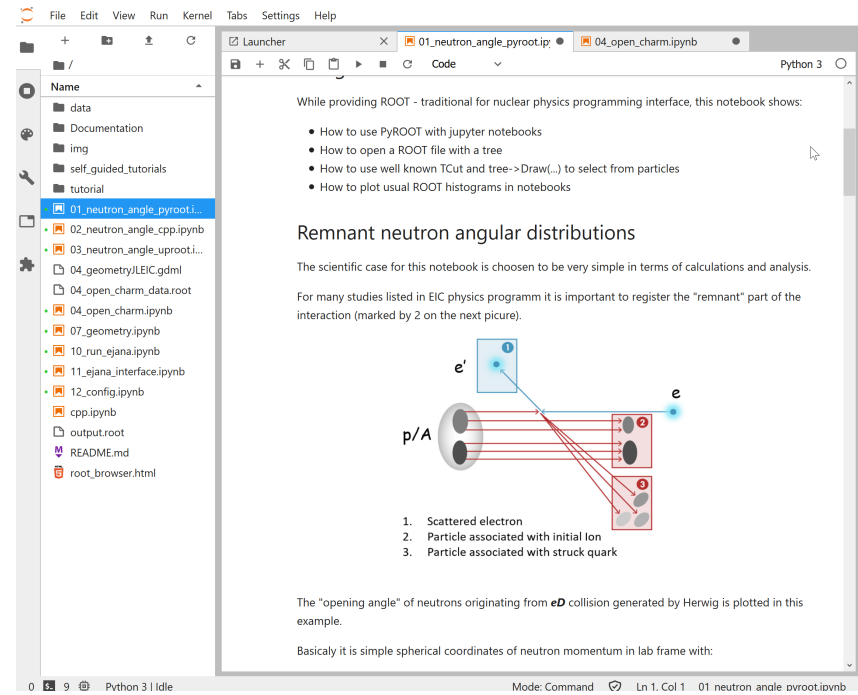 File Edit View Run Kernel Tabs Settings Help
Launcher
01_neutron_angle_pyroot.ip
04_open_charm.ipynb
/
Code
Python 3
Name
data
Documentation
img
self_guided_tutorials
tutorial
01_neutron_angle_pyroot.i...
02_neutron_angle_cpp.ipynb
03_neutron_angle_uproot.i...
04_geometryJLEIC.gdml
04_open_charm_data.root
04_open_charm.ipynb
07_geometry.ipynb
10_run_ejana.ipynb
11_ejana_interface.ipynb
12_config.ipynb
cpp.ipynb
output.root
README.md
root_browser.html
While providing ROOT - traditional for nuclear physics programming interface, this notebook shows:
How to use PyROOT with jupyter notebooks
How to open a ROOT file with a tree
How to use well known TCut and tree->Draw(...) to select from particles
How to plot usual ROOT histograms in notebooks
Remnant neutron angular distributions
The scientific case for this notebook is choosen to be very simple in terms of calculations and analysis.
For many studies listed in EIC physics programm it is important to register the "remnant" part of the
interaction (marked by 2 on the next picure).
1
e'
e
p/A
2
3
1. Scattered electron
2. Particle associated with initial Ion
3. Particle associated with struck quark
The "opening angle" of neutrons originating from eD collision generated by Herwig is plotted in this
example.
Basicaly it is simple spherical coordinates of neutron momentum in lab frame with:
0 9 Python 3 | Idle
Mode: Command Ln 1, Col 1 01_neutron_angle_pyroot.ipynb